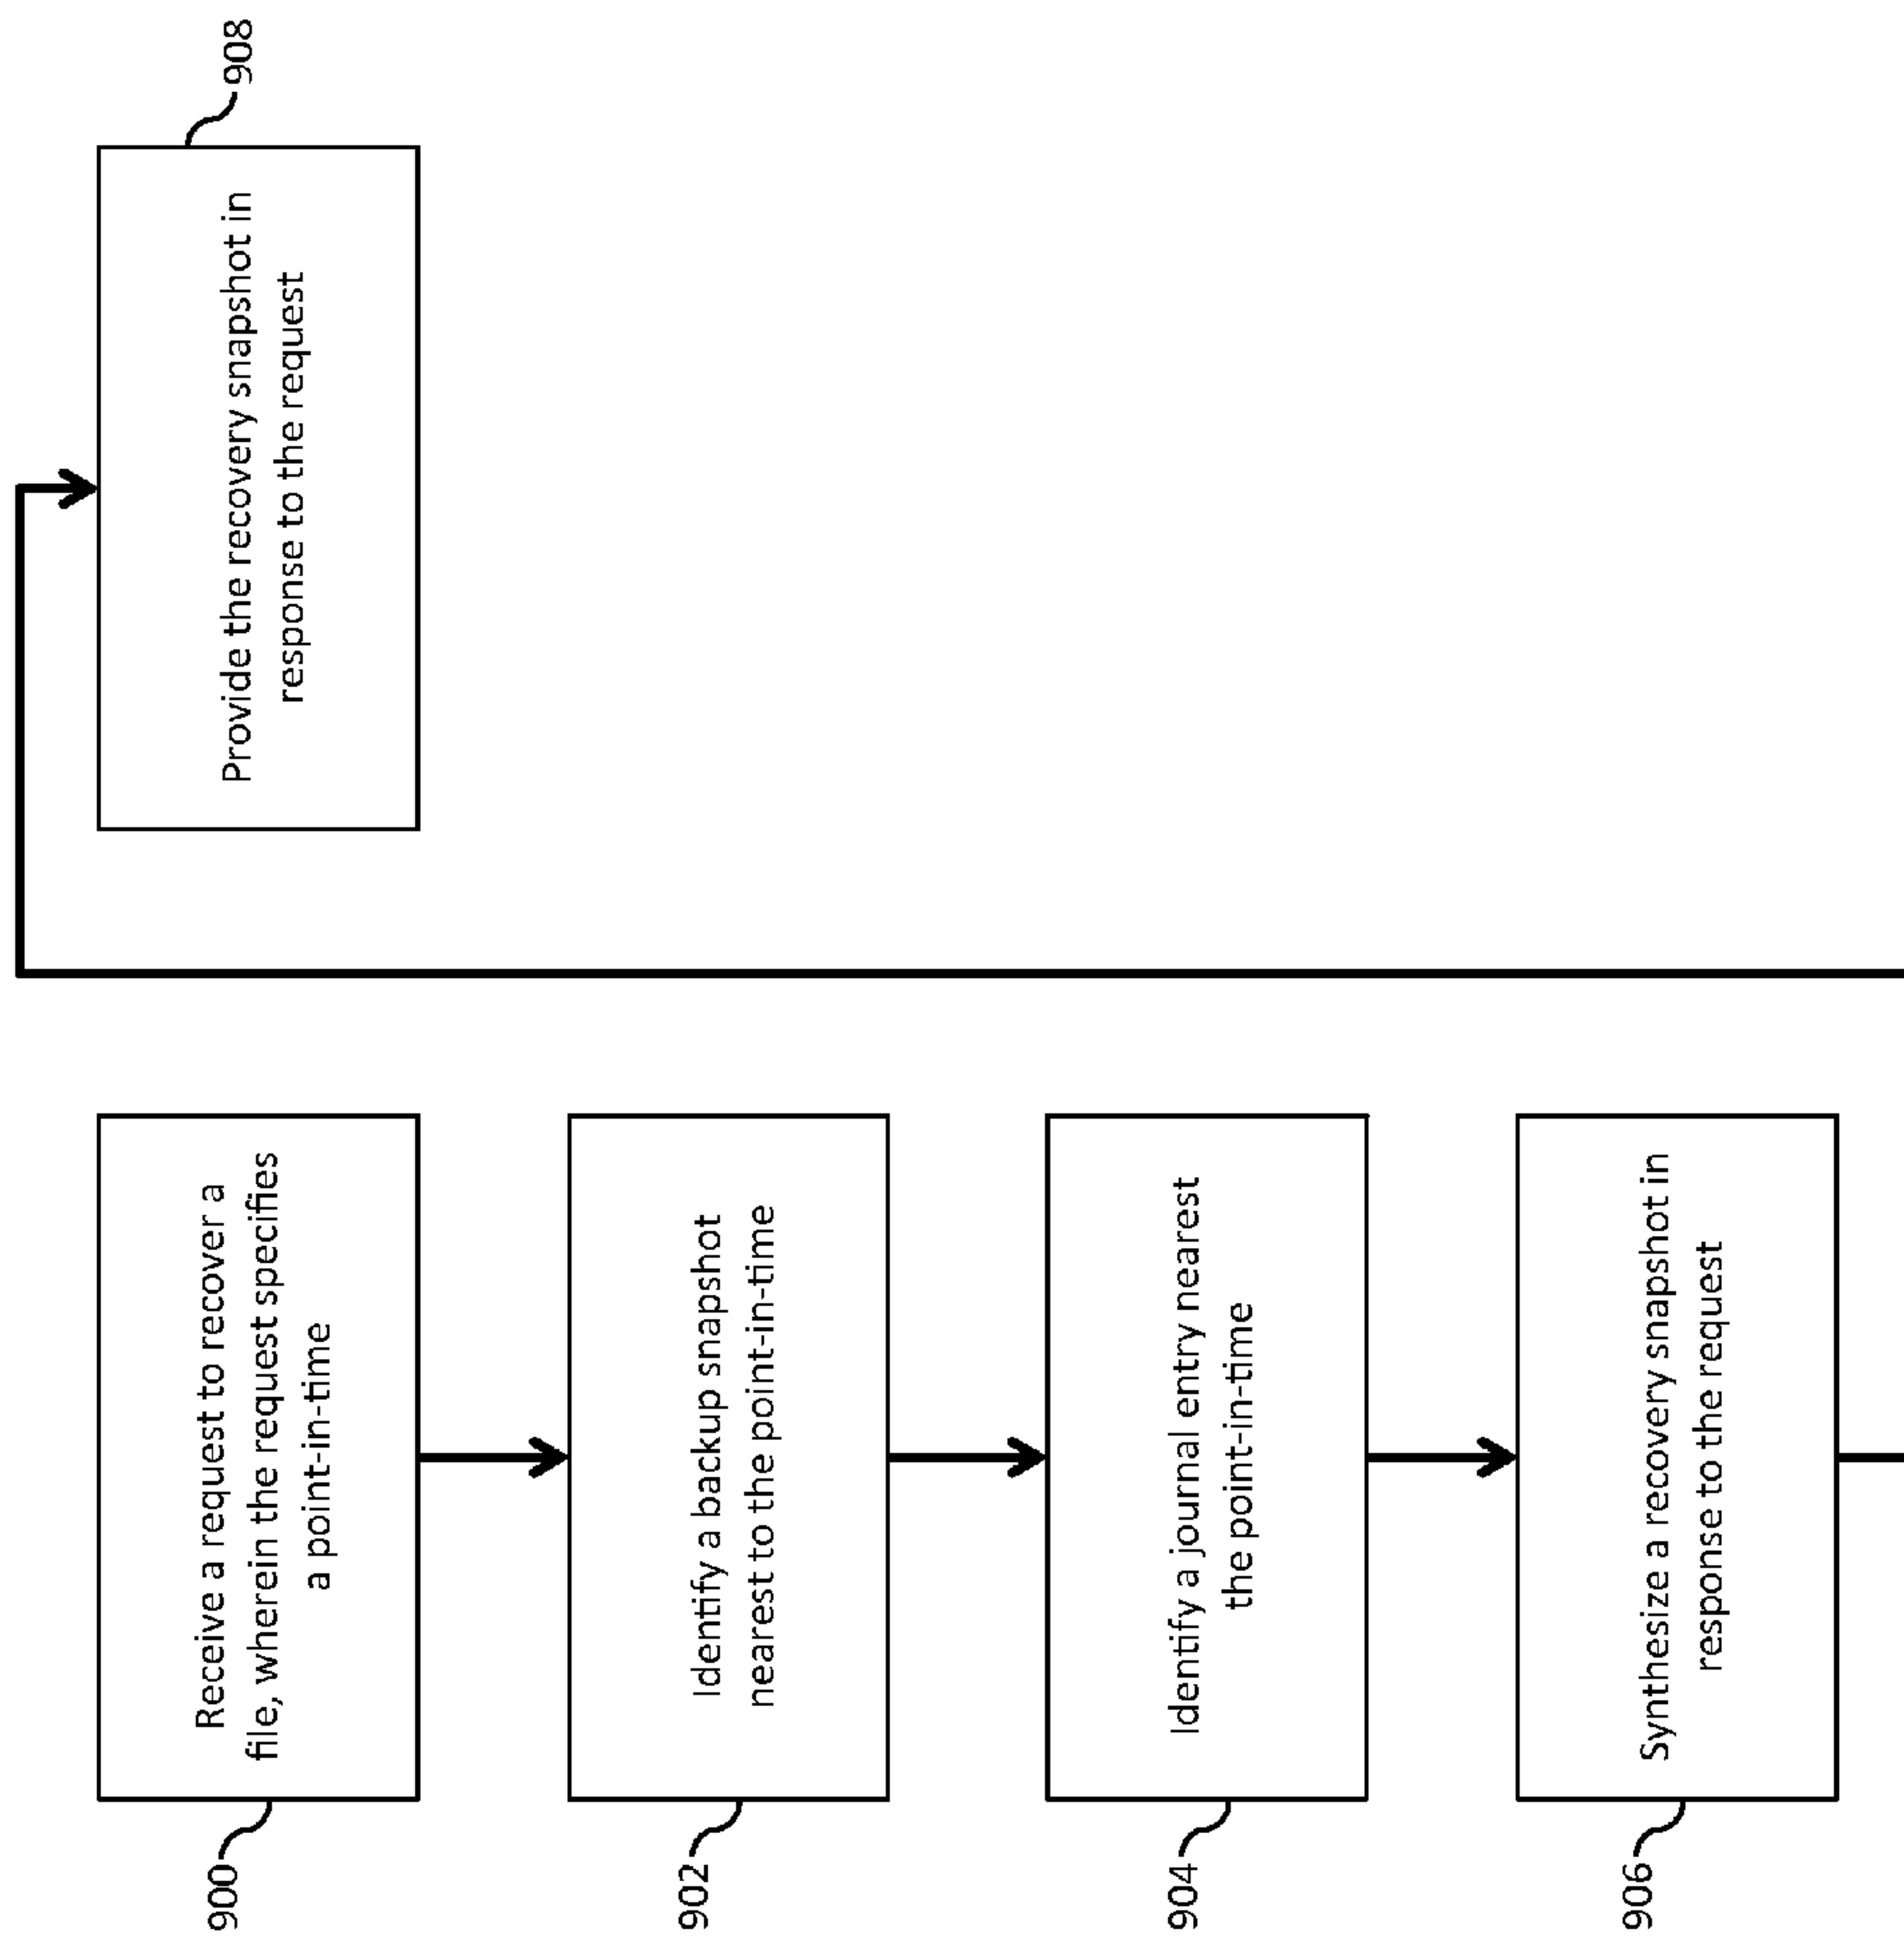 900
Receive a request to recover a
file, wherein the request specifies
a point-in-time
902
Identify a backup snapshot
nearest to the point-in-time
904
Identify a journal entry nearest
the point-in-time
906
Synthesize a recovery snapshot in
response to the request
908
Provide the recovery snapshot in
response to the request